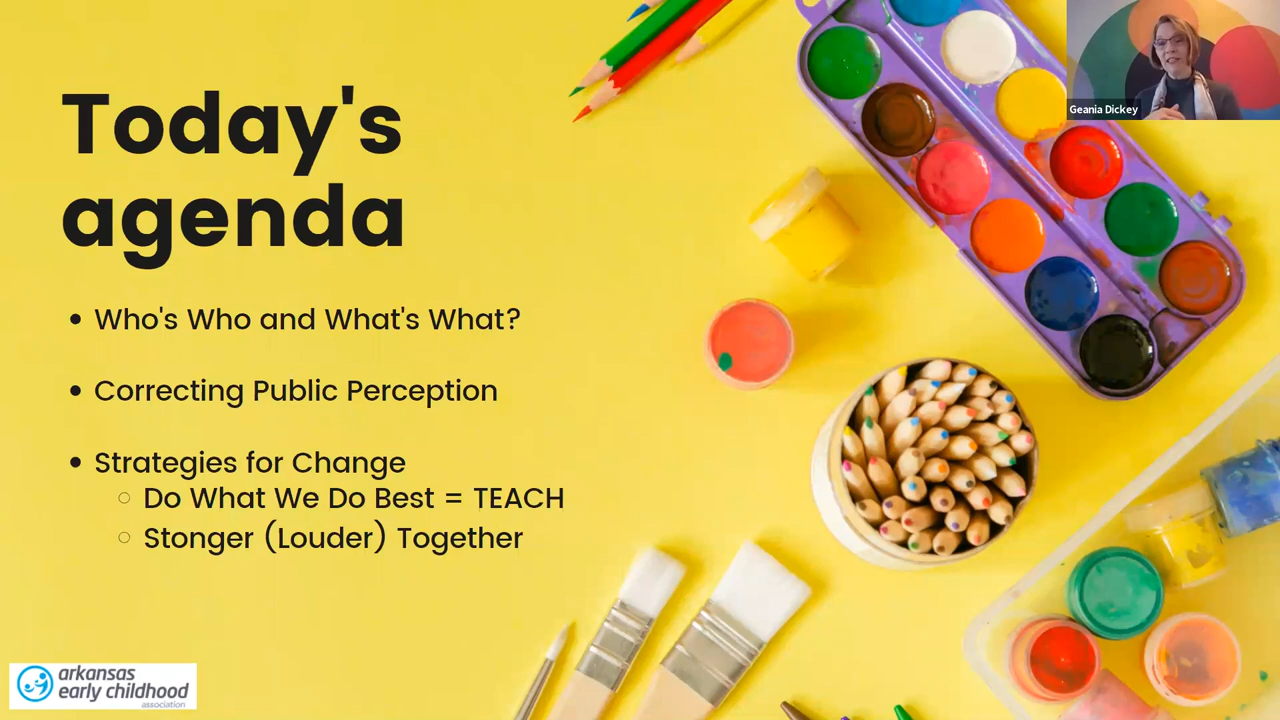 Today's
agenda
• Who's Who and What's What?
• Correcting Public Perception
• Strategies for Change
○ Do What We Do Best = TEACH
○ Stonger (Louder) Together
Geania Dickey
arkansas
early childhood
association